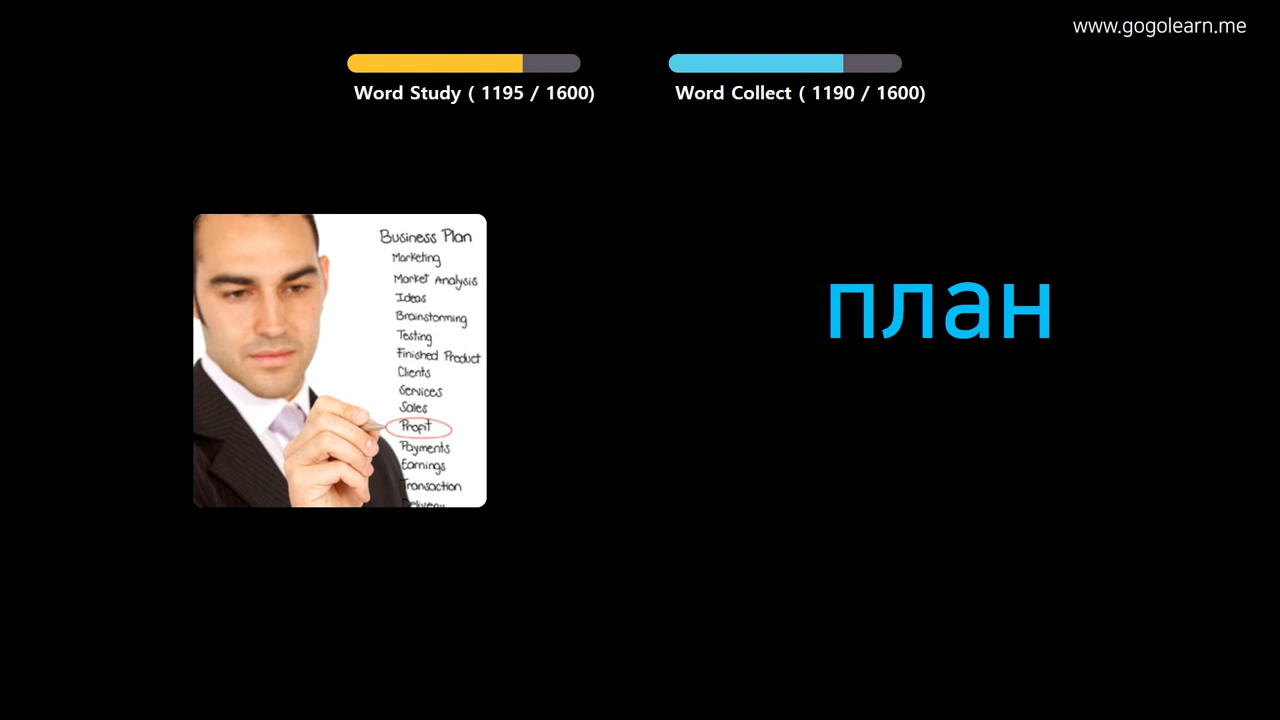 www.gogolearn.me
Word Study ( 1195 / 1600)
Word Collect ( 1190 / 1600)
Business Plan
Marketing
Market Analysis
Ideas
Brainstorming
Testing
Finished Product
Clients
Services
Sales
Profit
Payments
Earnings
Transaction
Delivery
план